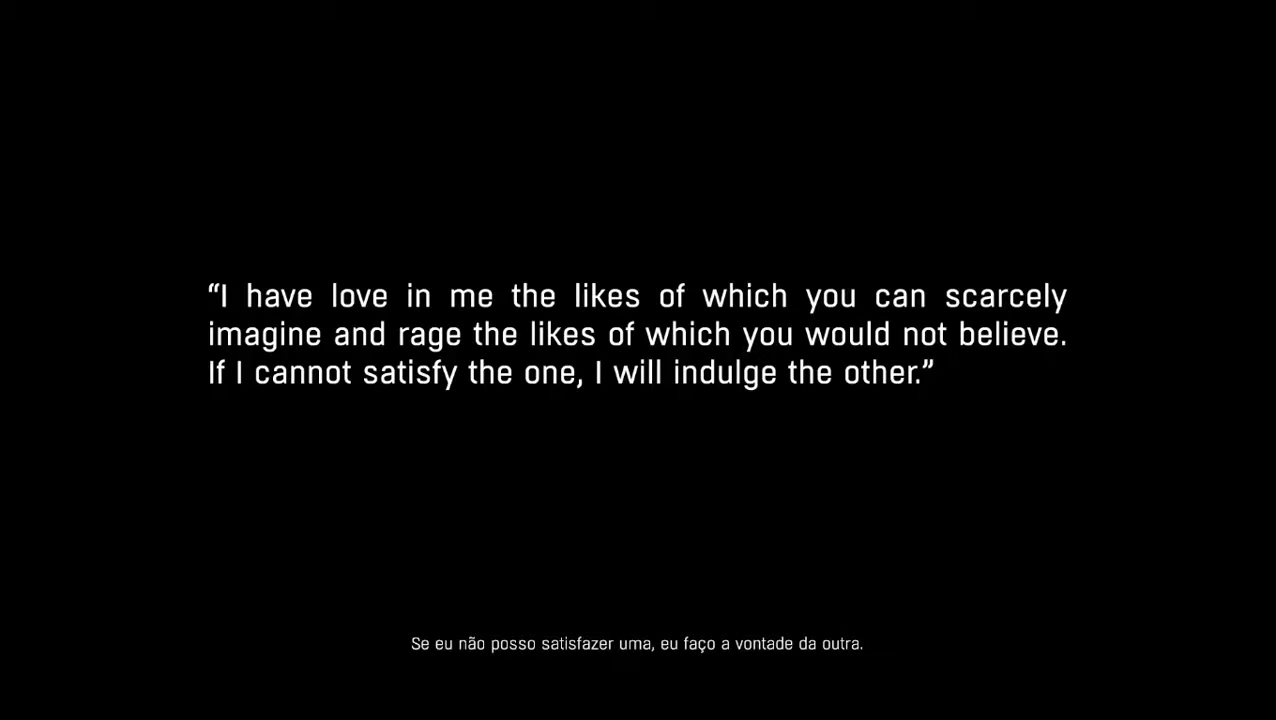 “I have love in me the likes of which you can scarcely
imagine and rage the likes of which you would not believe.
If I cannot satisfy the one, I will indulge the other.”
Se eu não posso satisfazer uma, eu faço a vontade da outra.